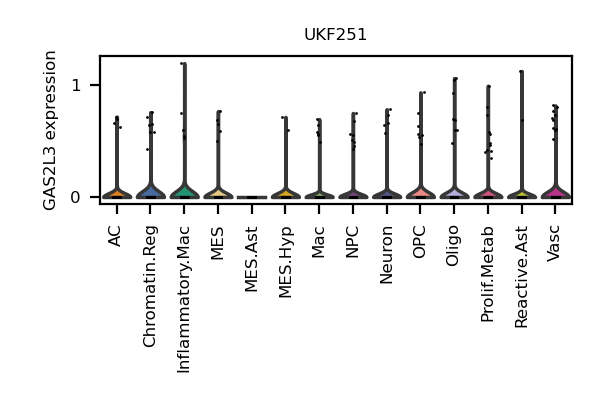 UKF251
GAS2L3 expression
1
0
AC
Chromatin.Reg
Inflammatory.Mac
MES
MES.Ast
MES.Hyp
Mac
NPC
Neuron
OPC
Oligo
Prolif.Metab
Reactive.Ast
Vasc